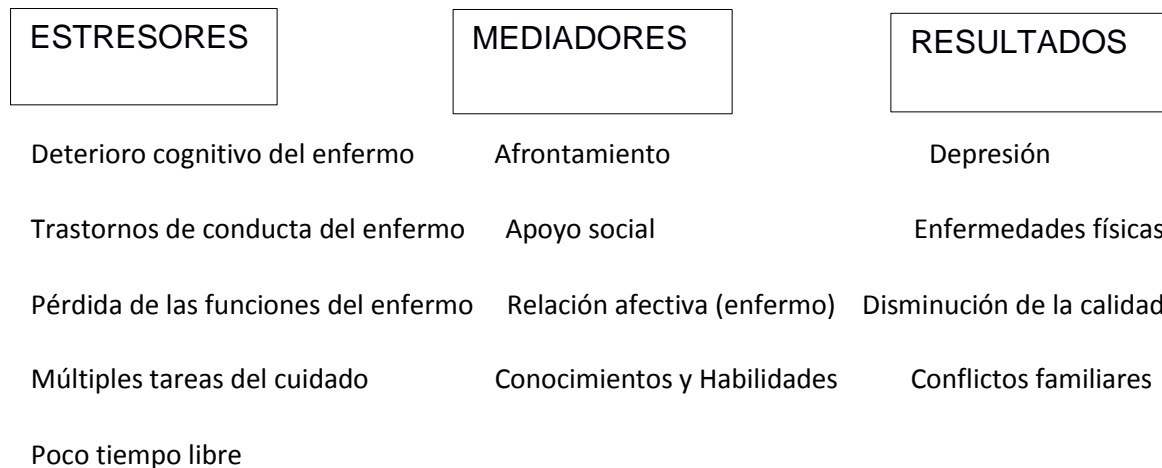 ESTRESORES MEDIADORES RESULTADOS
Deterioro cognitivo del enfermo Afrontamiento Depresión
Trastornos de conducta del enfermo Apoyo social Enfermedades físicas
Pérdida de las funciones del enfermo Relación afectiva (enfermo) Disminución de la calidad
Múltiples tareas del cuidado Conocimientos y Habilidades Conflictos familiares
Poco tiempo libre